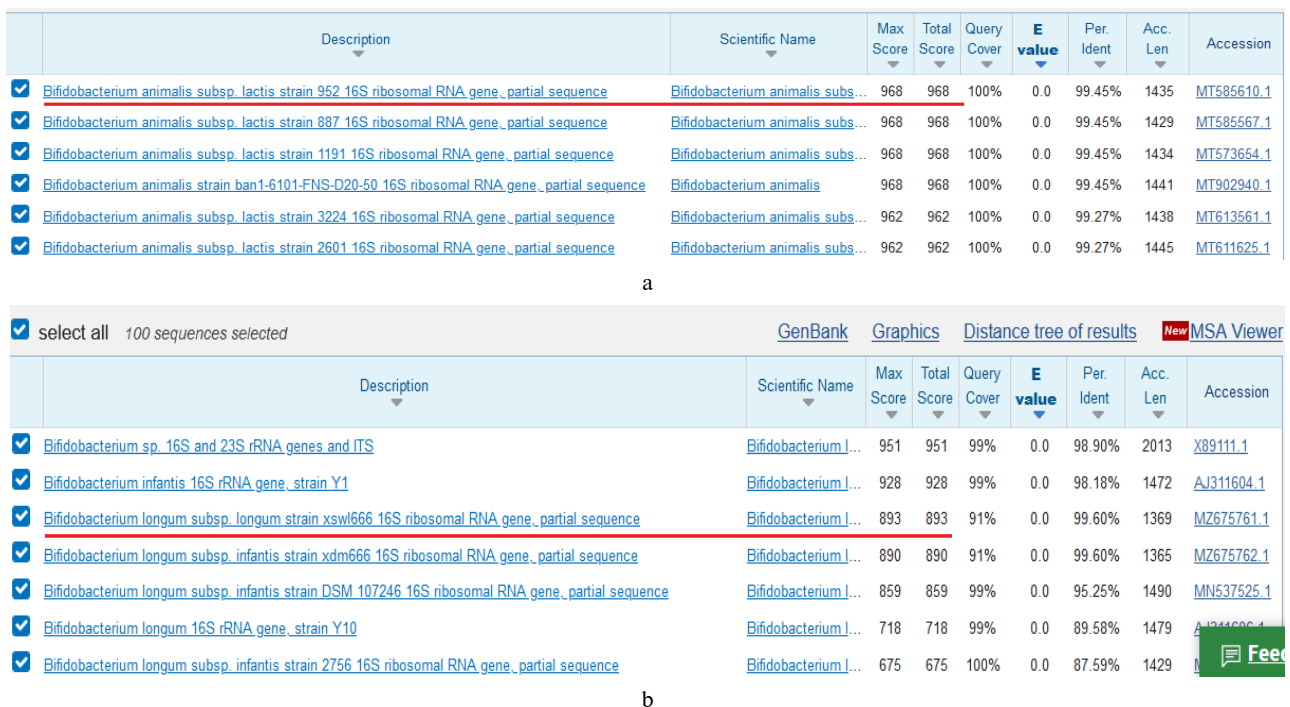 Description Scientific Name Max Score Total Score Query Cover E value Per. Ident Acc. Len Accession
Bifidobacterium animalis subsp. lactis strain 952 16S ribosomal RNA gene, partial sequence Bifidobacterium animalis subs... 968 968 100% 0.0 99.45% 1435 MT585610.1
Bifidobacterium animalis subsp. lactis strain 887 16S ribosomal RNA gene, partial sequence Bifidobacterium animalis subs... 968 968 100% 0.0 99.45% 1429 MT585567.1
Bifidobacterium animalis subsp. lactis strain 1191 16S ribosomal RNA gene, partial sequence Bifidobacterium animalis subs... 968 968 100% 0.0 99.45% 1434 MT573654.1
Bifidobacterium animalis strain ban1-6101-FNS-D20-50 16S ribosomal RNA gene, partial sequence Bifidobacterium animalis 968 968 100% 0.0 99.45% 1441 MT902940.1
Bifidobacterium animalis subsp. lactis strain 3224 16S ribosomal RNA gene, partial sequence Bifidobacterium animalis subs... 962 962 100% 0.0 99.27% 1438 MT613561.1
Bifidobacterium animalis subsp. lactis strain 2601 16S ribosomal RNA gene, partial sequence Bifidobacterium animalis subs... 962 962 100% 0.0 99.27% 1445 MT611625.1
a
select all 100 sequences selected GenBank Graphics Distance tree of results New MSA Viewer
Description Scientific Name Max Score Total Score Query Cover E value Per. Ident Acc. Len Accession
Bifidobacterium sp. 16S and 23S rRNA genes and ITS Bifidobacterium l... 951 951 99% 0.0 98.90% 2013 X89111.1
Bifidobacterium infantis 16S rRNA gene, strain Y1 Bifidobacterium l... 928 928 99% 0.0 98.18% 1472 AJ311604.1
Bifidobacterium longum subsp. longum strain xswl666 16S ribosomal RNA gene, partial sequence Bifidobacterium l... 893 893 91% 0.0 99.60% 1369 MZ675761.1
Bifidobacterium longum subsp. infantis strain xdm666 16S ribosomal RNA gene, partial sequence Bifidobacterium l... 890 890 91% 0.0 99.60% 1365 MZ675762.1
Bifidobacterium longum subsp. infantis strain DSM 107246 16S ribosomal RNA gene, partial sequence Bifidobacterium l... 859 859 99% 0.0 95.25% 1490 MN537525.1
Bifidobacterium longum 16S rRNA gene, strain Y10 Bifidobacterium l... 718 718 99% 0.0 89.58% 1479
Bifidobacterium longum subsp. infantis strain 2756 16S ribosomal RNA gene, partial sequence Bifidobacterium l... 675 675 100% 0.0 87.59% 1429
Feed
b